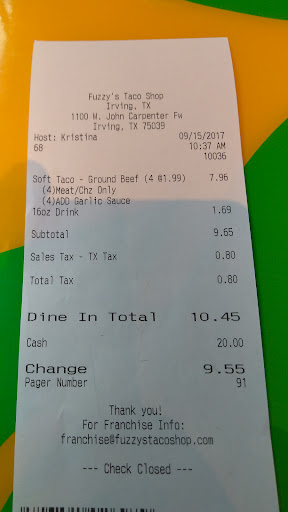 Fuzzy's Taco Shop
Irving, TX
1100 W. John Carpenter Fw
Irving, TX 75039
Host: Kristina 09/15/2017
68 10:37 AM
10036
Soft Taco - Ground Beef (4 @1.99) 7.96
(4)Meat/Chz Only
(4)ADD Garlic Sauce
16oz Drink 1.69
Subtotal 9.65
Sales Tax - TX Tax 0.80
Total Tax 0.80
Dine In Total 10.45
Cash 20.00
Change 9.55
Pager Number 91
Thank you!
For Franchise Info:
franchise@fuzzystacoshop.com
--- Check Closed ---